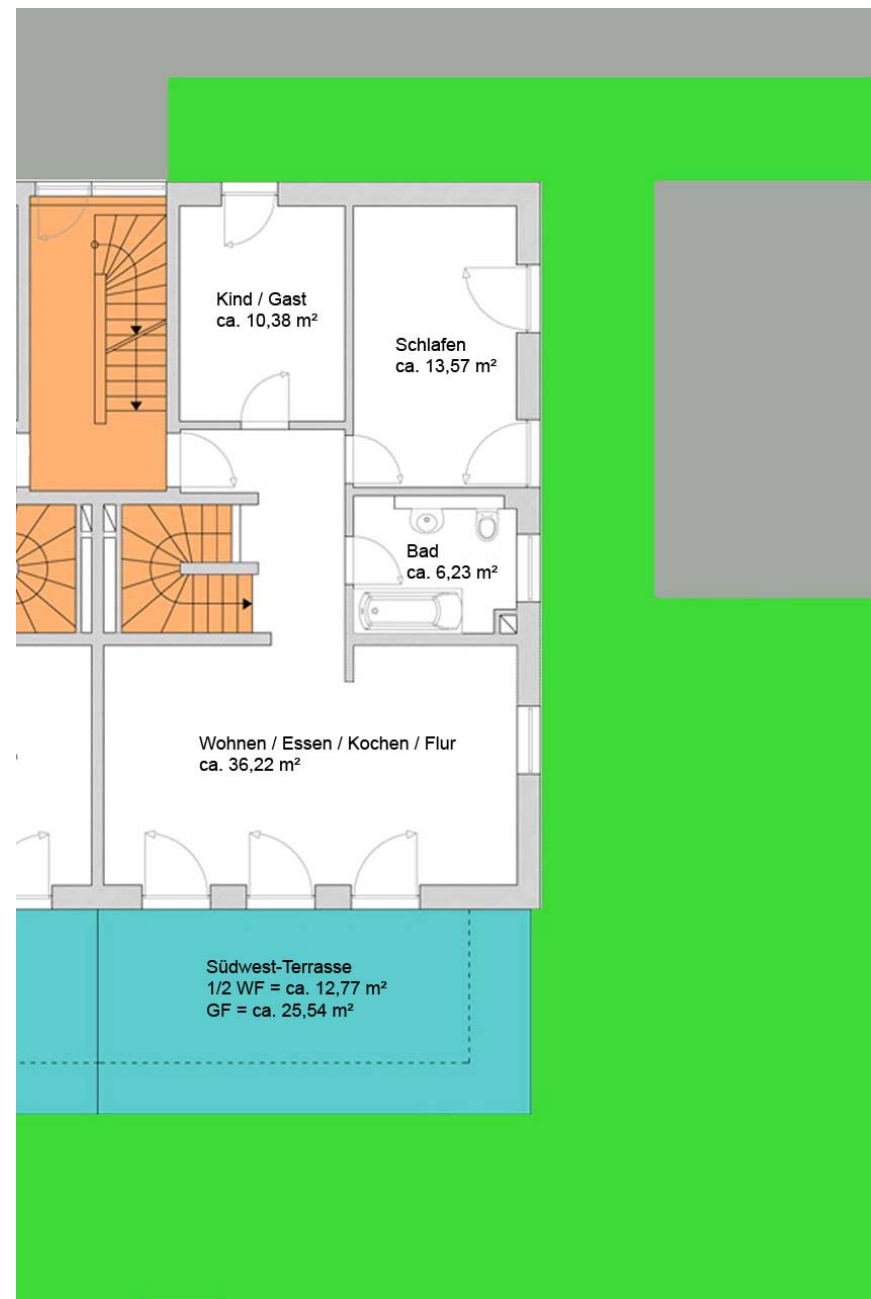 Kind / Gast
ca. 10,38 m²
Schlafen
ca. 13,57 m²
Bad
ca. 6,23 m²
Wohnen / Essen / Kochen / Flur
ca. 36,22 m²
Südwest-Terrasse
1/2 WF = ca. 12,77 m²
GF = ca. 25,54 m²